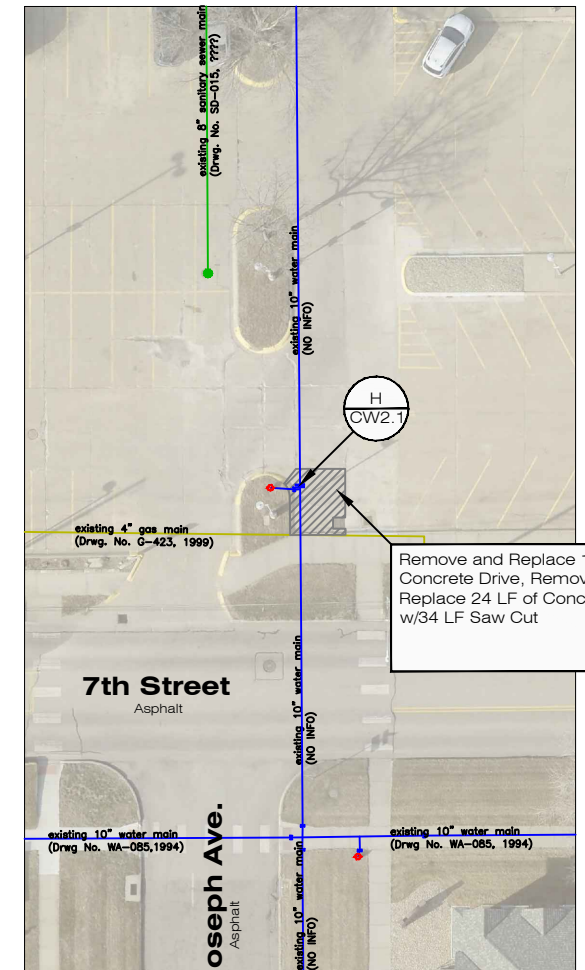 existing 8" sanitary sewer main
(Drwg. No. SD-015, ????)
existing 10" water main
(NO INFO)
H
CW2.1
existing 4" gas main
(Drwg. No. G-423, 1999)
Remove and Replace
Concrete Drive, Remov
Replace 24 LF of Conc
w/34 LF Saw Cut
7th Street
Asphalt
existing 10" water main
(NO INFO)
existing 10" water main
(Drwg No. WA-085,1994)
existing 10" water main
(Drwg No. WA-085, 1994)
oseph Ave.
Asphalt
existing 10" water main
(NO INFO)